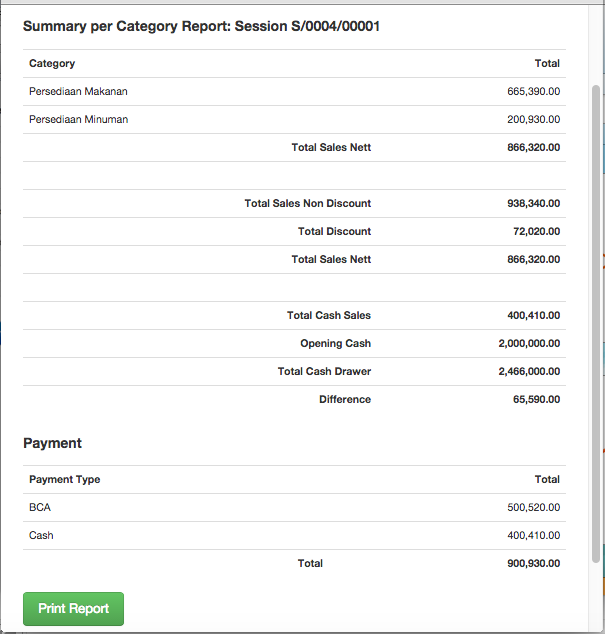 Summary per Category Report: Session S/0004/00001
Category Total
Persediaan Makanan 665,390.00
Persediaan Minuman 200,930.00
Total Sales Nett 866,320.00
Total Sales Non Discount 938,340.00
Total Discount 72,020.00
Total Sales Nett 866,320.00
Total Cash Sales 400,410.00
Opening Cash 2,000,000.00
Total Cash Drawer 2,466,000.00
Difference 65,590.00
Payment
Payment Type Total
BCA 500,520.00
Cash 400,410.00
Total 900,930.00
Print Report